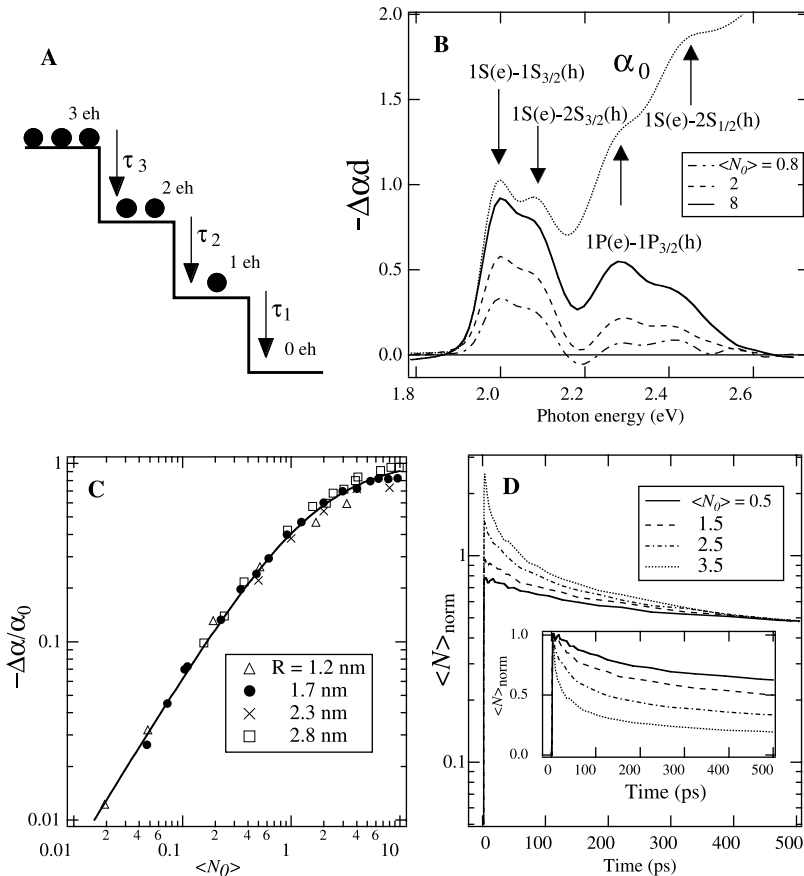 A
3 eh
τ3
2 eh
τ2
1 eh
τ1
0 eh
B
α0
1S(e)-1S3/2(h)
1S(e)-2S3/2(h)
1S(e)-2S1/2(h)
1P(e)-1P3/2(h)
<N0> = 0.8
2
8
-Δαd
2.0
1.5
1.0
0.5
0.0
1.8 2.0 2.2 2.4 2.6
Photon energy (eV)
C
−Δα/α0
1
0.1
0.01
R = 1.2 nm
1.7 nm
2.3 nm
2.8 nm
0.01 2 4 6 0.1 2 4 6 1 2 4 6 10
<N0>
D
<N>norm
1
0.1
<N0> = 0.5
1.5
2.5
3.5
<N>norm
1.0
0.5
0.0
0 100 200 300 400 500
Time (ps)
0 100 200 300 400 500
Time (ps)